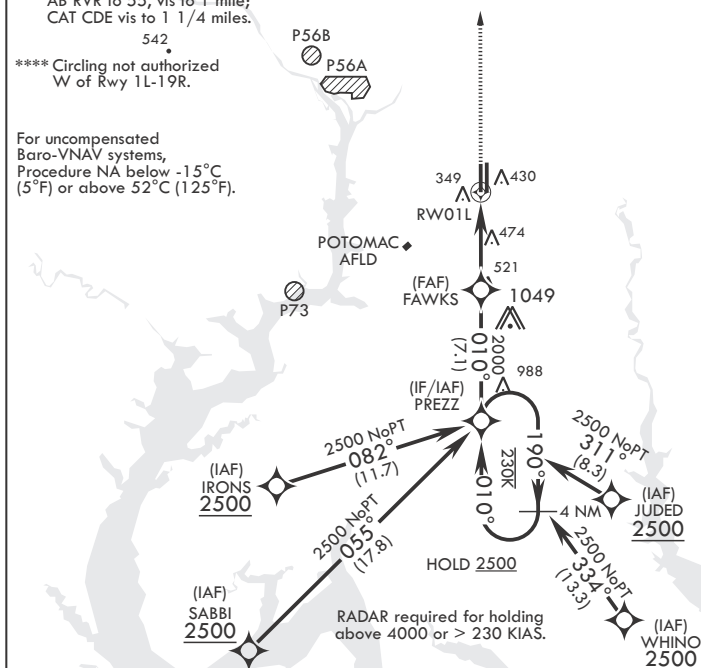 AB RVR to 55, vis to 1 mile;
CAT CDE vis to 1 1/4 miles.
542
**** Circling not authorized
W of Rwy 1L-19R.
For uncompensated
Baro-VNAV systems,
Procedure NA below -15°C
(5°F) or above 52°C (125°F).
P56B
P56A
349
430
RW01L
474
POTOMAC
AFLD
521
(FAF)
FAWKS
1049
P73
2000
010°
(7.1)
988
(IF/IAF)
PREZZ
2500 NoPT
082°
(11.7)
(IAF)
IRONS
2500
2500 NoPT
055°
(17.8)
(IAF)
SABBI
2500
010°
230K
190°
4 NM
HOLD 2500
2500 NoPT
311°
(8.3)
(IAF)
JUDED
2500
2500 NoPT
334°
(13.3)
(IAF)
WHINO
2500
RADAR required for holding
above 4000 or > 230 KIAS.